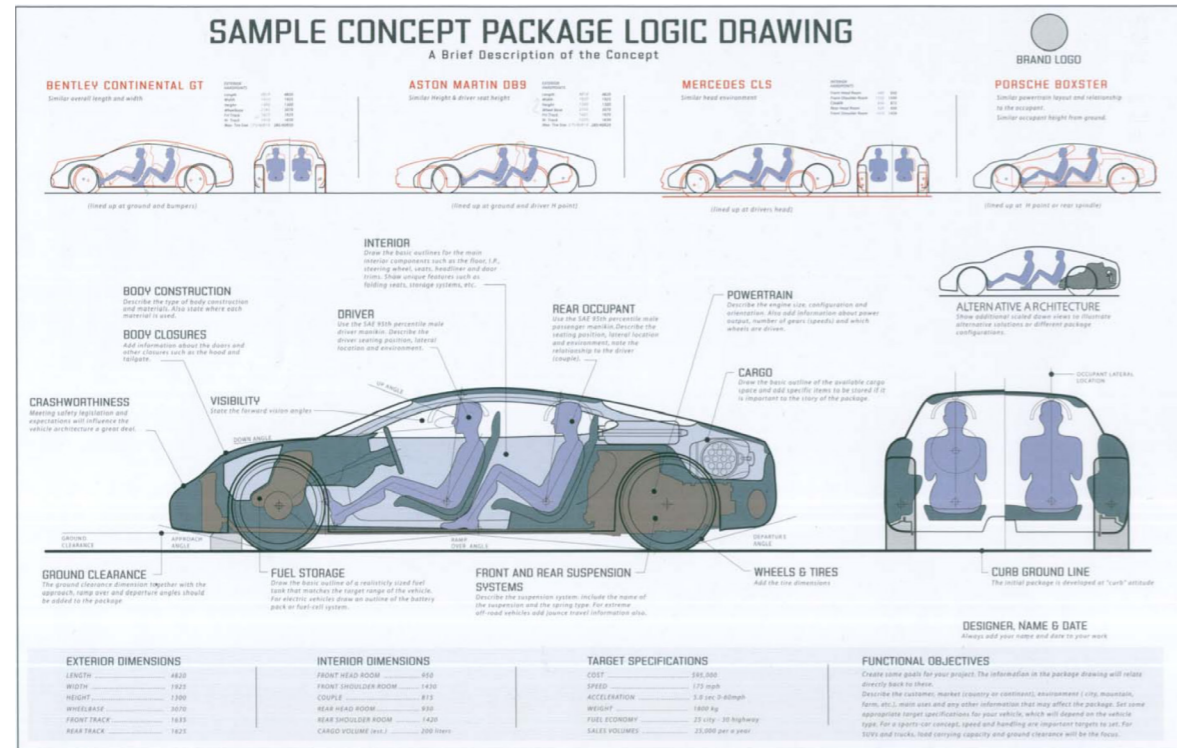 SAMPLE CONCEPT PACKAGE LOGIC DRAWING
A Brief Description of the Concept
BRAND LOGO
BENTLEY CONTINENTAL GT
Similar overall length and width
(lined up at ground and bumpers)
ASTON MARTIN DB9
Similar Height & driver seat height
(lined up at ground and driver 'H point)
MERCEDES CLS
Similar head environment
(lined up at drivers head)
PORSCHE BOXSTER
Similar powertrain layout and relationship
to the occupant.
Similar occupant height from ground.
(lined up at 'H point or rear spindle)
INTERIOR
Draw the basic outlines for the main
interior components such as the floor, I.P.,
steering wheel, seats, headliner and door
trims. Show unique features such as
folding seats, storage systems, etc.
BODY CONSTRUCTION
Describe the type of body construction
and materials. Also state where each
material is used.
BODY CLOSURES
Add information about the doors and
other closures such as the hood and
tailgate.
DRIVER
Use the SAE 95th percentile male
driver manikin. Describe the
driver seating position, lateral
location and environment.
REAR OCCUPANT
Use the SAE 95th percentile male
passenger manikin. Describe the
seating position, lateral location
and environment, note the
relationship to the driver
(couple).
POWERTRAIN
Describe the engine size, configuration and
orientation. Also add information about power
output, number of gears (speeds) and which
wheels are driven.
ALTERNATIVE ARCHITECTURE
Show additional scaled down views to illustrate
alternative solutions or different package
configurations.
CARGO
Draw the basic outline of the available cargo
space and add specific items to be stored if it
is important to the story of the package.
OCCUPANT LATERAL
LOCATION
CRASHWORTHINESS
Meeting safety legislation and
expectations will influence the
vehicle architecture a great deal.
VISIBILITY
State the forward vision angles
UP ANGLE
DOWN ANGLE
GROUND
CLEARANCE
APPROACH
ANGLE
RAMP
OVER ANGLE
DEPARTURE
ANGLE
GROUND CLEARANCE
The ground clearance dimension together with the
approach, ramp over and departure angles should
be added to the package
FUEL STORAGE
Draw the basic outline of a realisticly sized fuel
tank that matches the target range of the vehicle.
For electric vehicles draw an outline of the battery
pack or fuel cell system.
FRONT AND REAR SUSPENSION
SYSTEMS
Describe the suspension system. Include the name of
the suspension and the spring type. For extreme
off-road vehicles add jounce travel information also.
WHEELS & TIRES
Add the tire dimensions
CURB GROUND LINE
The initial package is developed at "curb" attitude
DESIGNER, NAME & DATE
Always add your name and date to your work
EXTERIOR DIMENSIONS
LENGTH 4820
WIDTH 1925
HEIGHT 1300
WHEELBASE 3070
FRONT TRACK 1655
REAR TRACK 1625
INTERIOR DIMENSIONS
FRONT HEAD ROOM 950
FRONT SHOULDER ROOM 1450
COUPLE 815
REAR HEAD ROOM 930
REAR SHOULDER ROOM 1420
CARGO VOLUME (est.) 200 liters
TARGET SPECIFICATIONS
COST $90,000
SPEED 175 mph
ACCELERATION 5.0 sec 0-60mph
WEIGHT 1800 kg
FUEL ECONOMY 25 city - 30 highway
SALES VOLUMES 25,000 per a year
FUNCTIONAL OBJECTIVES
Create some goals for your project. The information in the package drawing will relate
directly back to these.
Describe the customer, market (country or continent), environment ( city, mountain,
farm, etc.), main uses and any other information that may affect the package. Set some
appropriate target specifications for your vehicle, which will depend on the vehicle
type. For a sports-car concept, speed and handling are important targets to set. For
SUVs and trucks, load carrying capacity and ground clearance will be the focus.